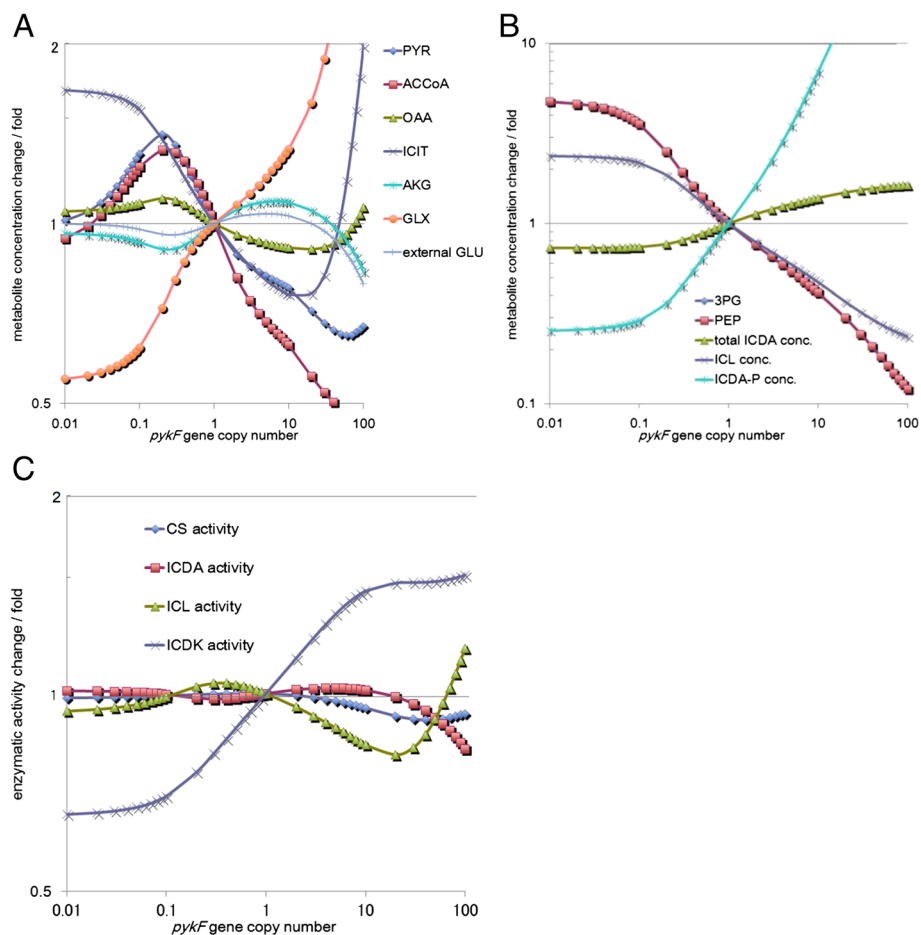 A
metabolite concentration change / fold
2
1
0.5
0.01 0.1 1 10 100
pykF gene copy number
PYR
ACCoA
OAA
ICIT
AKG
GLX
external GLU
B
metabolite concentration change / fold
10
1
0.1
0.01 0.1 1 10 100
pykF gene copy number
3PG
PEP
total ICDA conc.
ICL conc.
ICDA-P conc.
C
enzymatic activity change / fold
2
1
0.5
0.01 0.1 1 10 100
pykF gene copy number
CS activity
ICDA activity
ICL activity
ICDK activity